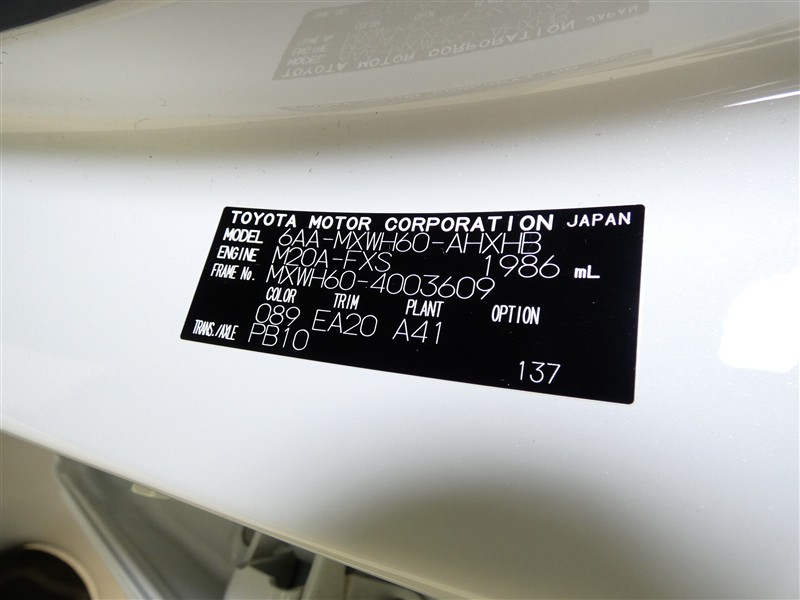 TOYOTA MOTOR CORPORATION JAPAN
MODEL 6AA-MXWH60-AHXHB
ENGINE M20A-FXS 1986 mL
FRAME No. MXWH60-4003609
COLOR TRIM PLANT OPTION
089 EA20 A41
TRANS./AXLE PB10
137